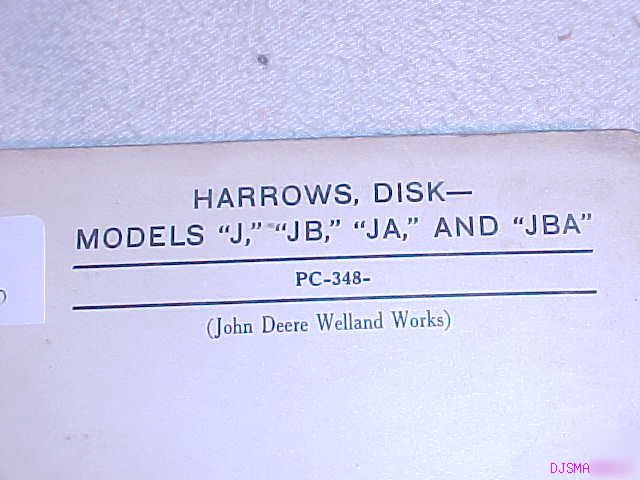 HARROWS, DISK—
MODELS "J," "JB," "JA," AND "JBA"
PC-348-
(John Deere Welland Works)
DJSMA